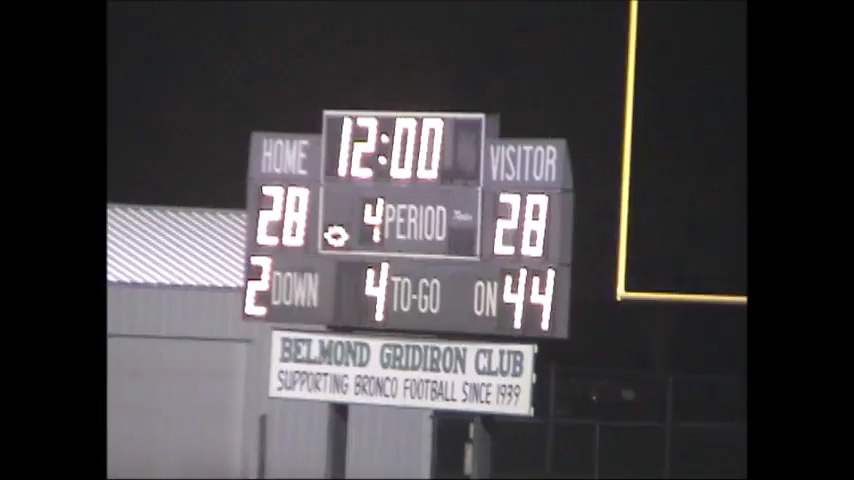 12:00
HOME VISITOR
28 4 PERIOD 28
2 DOWN 4 TO-GO ON 44
BELMOND GRIDIRON CLUB
SUPPORTING BRONCO FOOTBALL SINCE 1939